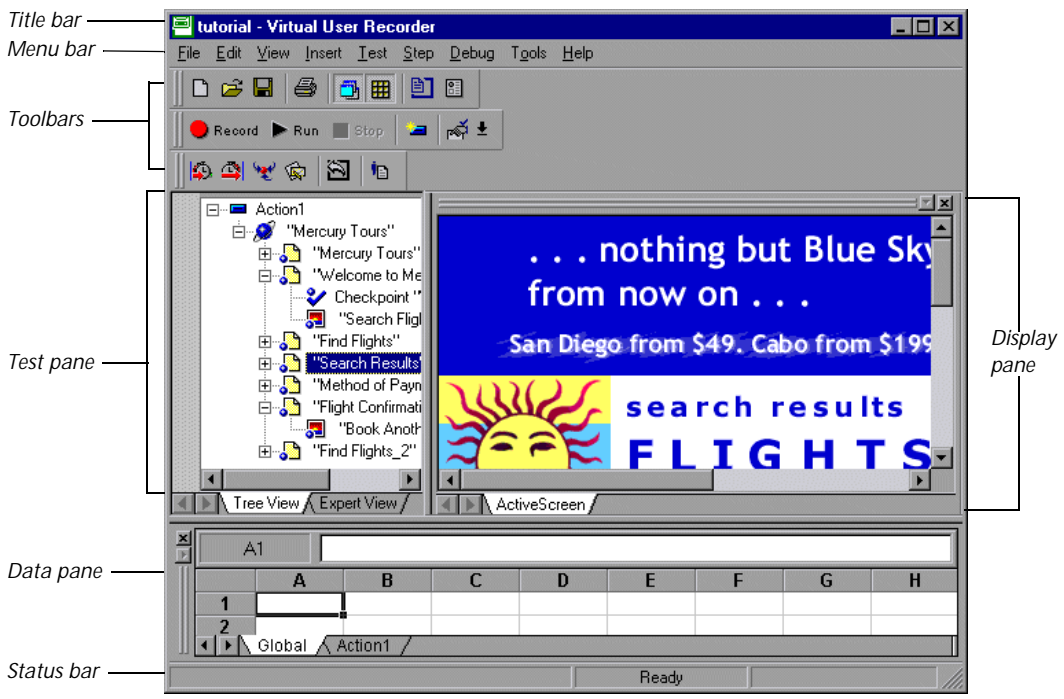 Title bar
tutorial - Virtual User Recorder
Menu bar
File Edit View Insert Test Step Debug Tools Help
Toolbars
Record Run Stop
Test pane
Action1
"Mercury Tours"
"Mercury Tours"
"Welcome to Me
Checkpoint "
"Search Fligl
"Find Flights"
"Search Results"
"Method of Paym
"Flight Confirmati
"Book Anoth
"Find Flights_2"
Tree View Expert View
. . . nothing but Blue Sky
from now on . . .
San Diego from $49. Cabo from $199
search results
FLIGHTS
ActiveScreen
Display
pane
Data pane
A1
A B C D E F G H
1
2
Global Action1
Status bar
Ready